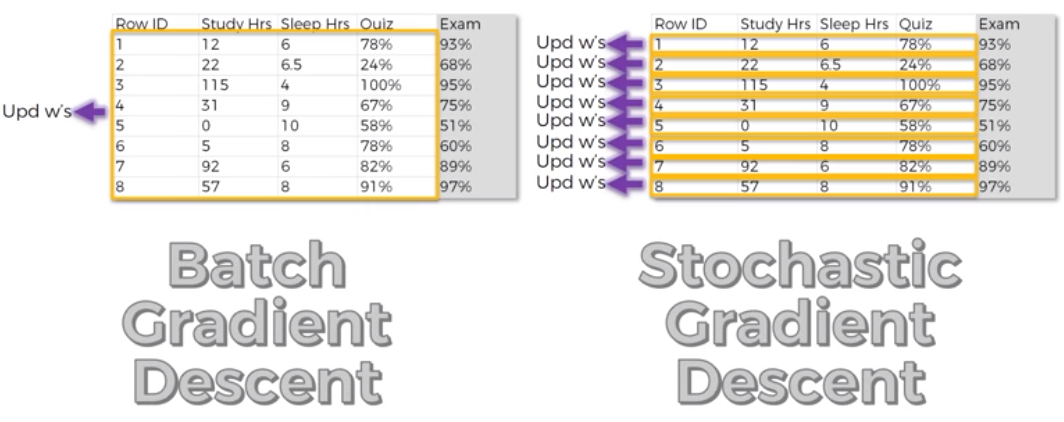 Row ID Study Hrs Sleep Hrs Quiz Exam
1 12 6 78% 93%
2 22 6.5 24% 68%
3 115 4 100% 95%
4 31 9 67% 75%
5 0 10 58% 51%
6 5 8 78% 60%
7 92 6 82% 89%
8 57 8 91% 97%
Upd w's
Batch
Gradient
Descent
Row ID Study Hrs Sleep Hrs Quiz Exam
Upd w's 1 12 6 78% 93%
Upd w's 2 22 6.5 24% 68%
Upd w's 3 115 4 100% 95%
Upd w's 4 31 9 67% 75%
Upd w's 5 0 10 58% 51%
Upd w's 6 5 8 78% 60%
Upd w's 7 92 6 82% 89%
Upd w's 8 57 8 91% 97%
Stochastic
Gradient
Descent